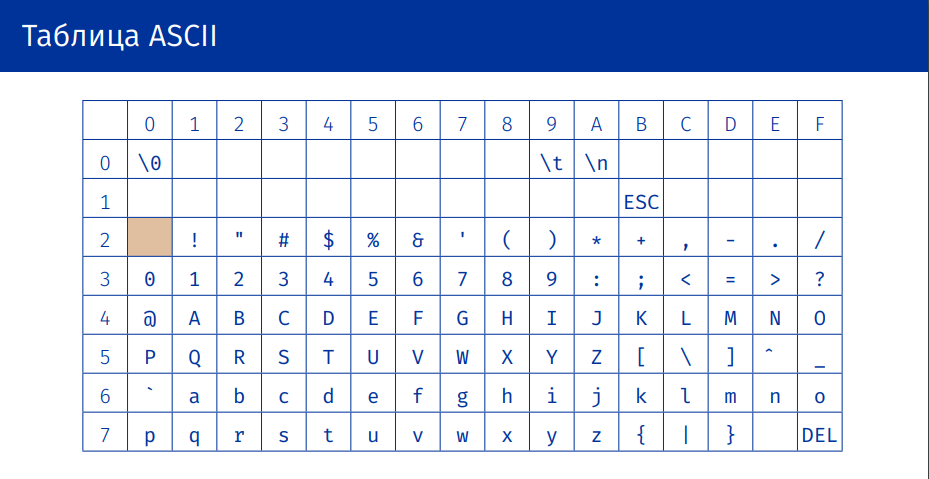 Таблица ASCII
0 1 2 3 4 5 6 7 8 9 A B C D E F
0 \0 \t \n
1 ESC
2 ! " # $ % & ' ( ) * + , - . /
3 0 1 2 3 4 5 6 7 8 9 : ; < = > ?
4 @ A B C D E F G H I J K L M N O
5 P Q R S T U V W X Y Z [ \ ] ^ _
6 ` a b c d e f g h i j k l m n o
7 p q r s t u v w x y z { | } DEL